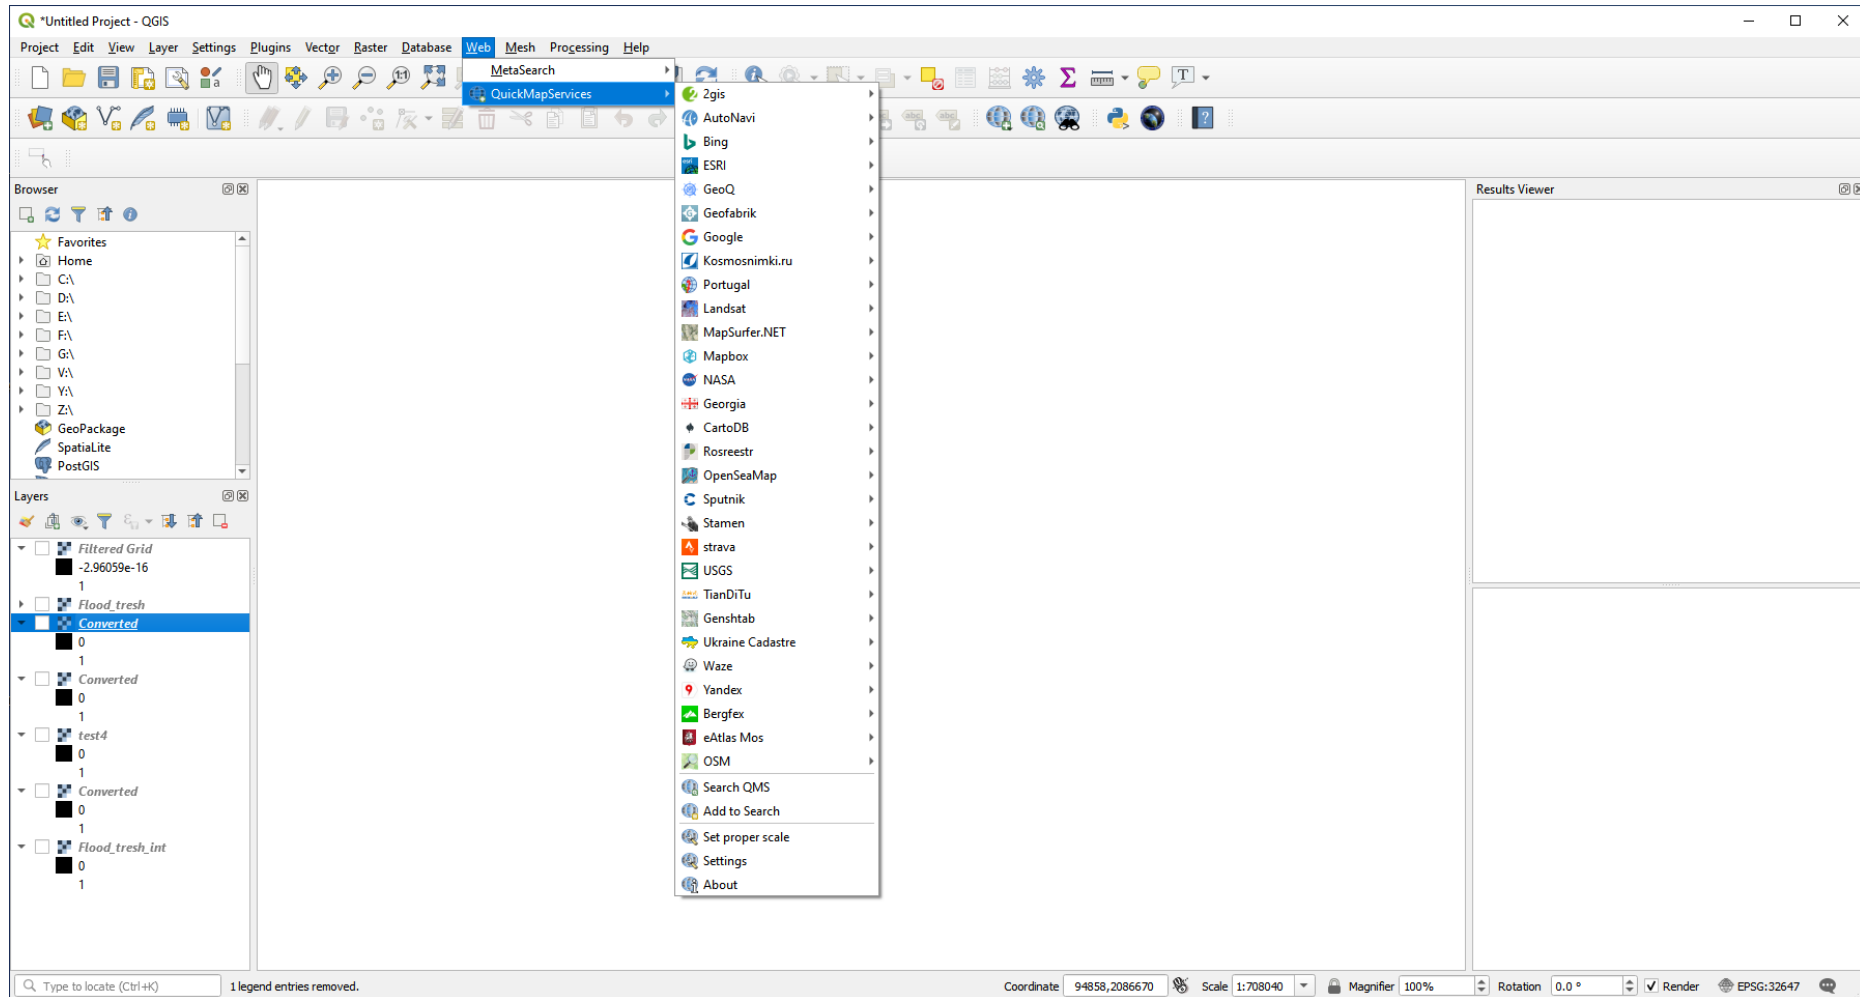 *Untitled Project - QGIS
Project Edit View Layer Settings Plugins Vector Raster Database Web Mesh Processing Help
MetaSearch
QuickMapServices
2gis
AutoNavi
Bing
ESRI
GeoQ
Geofabrik
Google
Kosmosnimki.ru
Portugal
Landsat
MapSurfer.NET
Mapbox
NASA
Georgia
CartoDB
Rosreestr
OpenSeaMap
Sputnik
Stamen
strava
USGS
TianDiTu
Genshtab
Ukraine Cadastre
Waze
Yandex
Bergfex
eAtlas Mos
OSM
Search QMS
Add to Search
Set proper scale
Settings
About
Browser
Favorites
Home
C:\
D:\
E:\
F:\
G:\
V:\
Y:\
Z:\
GeoPackage
SpatiaLite
PostGIS
Layers
Filtered Grid
-2.96059e-16
1
Flood_tresh
Converted
0
1
Converted
0
1
test4
0
1
Converted
0
1
Flood_tresh_int
0
1
Results Viewer
Type to locate (Ctrl+K) 1 legend entries removed. Coordinate 94858,2086670 Scale 1:708040 Magnifier 100% Rotation 0.0 ° Render EPSG:32647